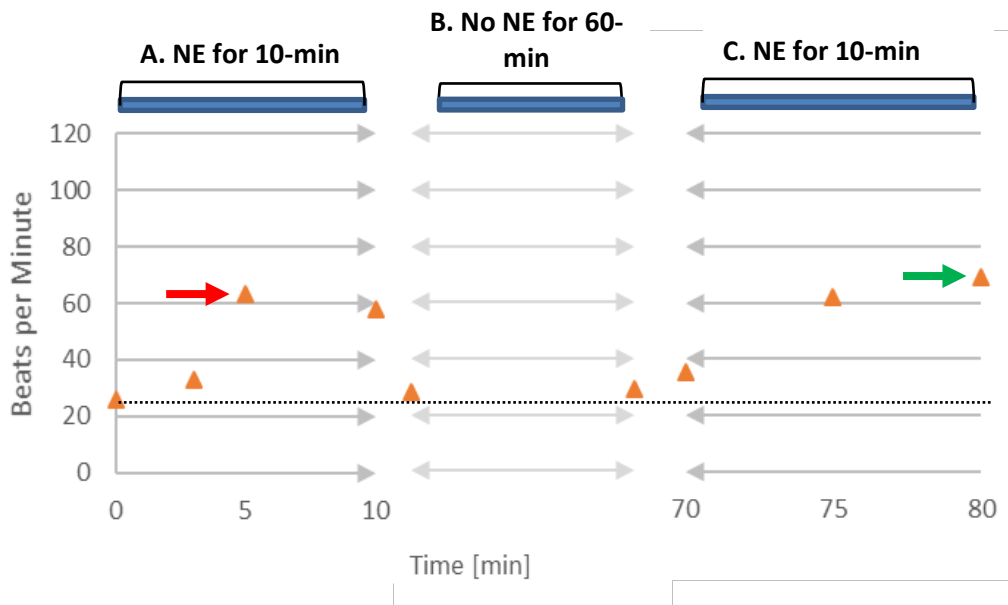 A. NE for 10-min
B. No NE for 60-
min
C. NE for 10-min
120
100
80
60
40
20
0
Beats per Minute
0 5 10 70 75 80
Time [min]